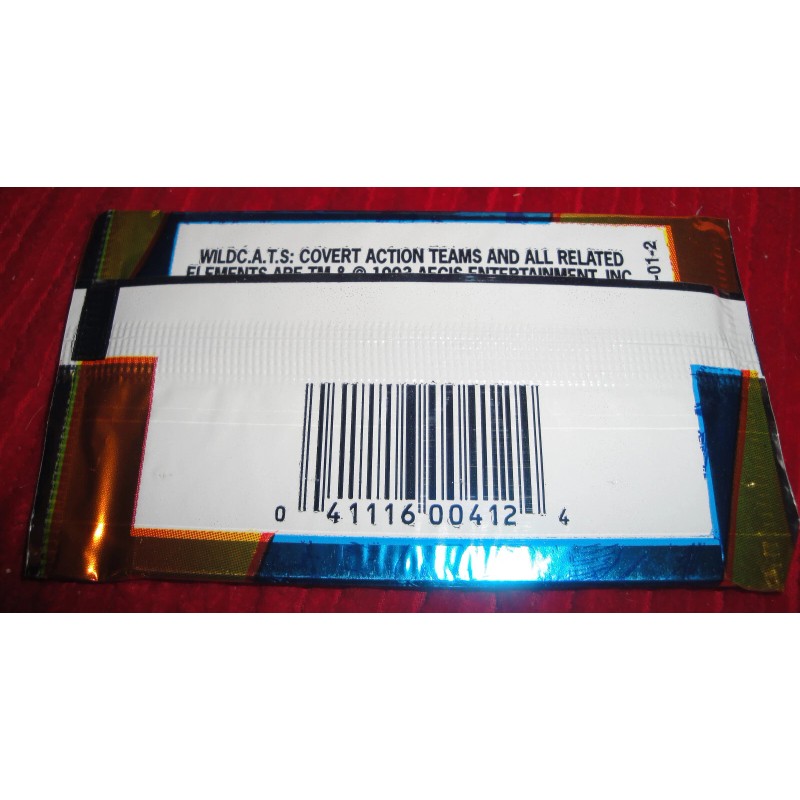 WILDC.A.T.S: COVERT ACTION TEAMS AND ALL RELATED
ELEMENTS ARE TM & © 1992 AEGIS ENTERTAINMENT, INC
-01-2
0 41116 00412 4